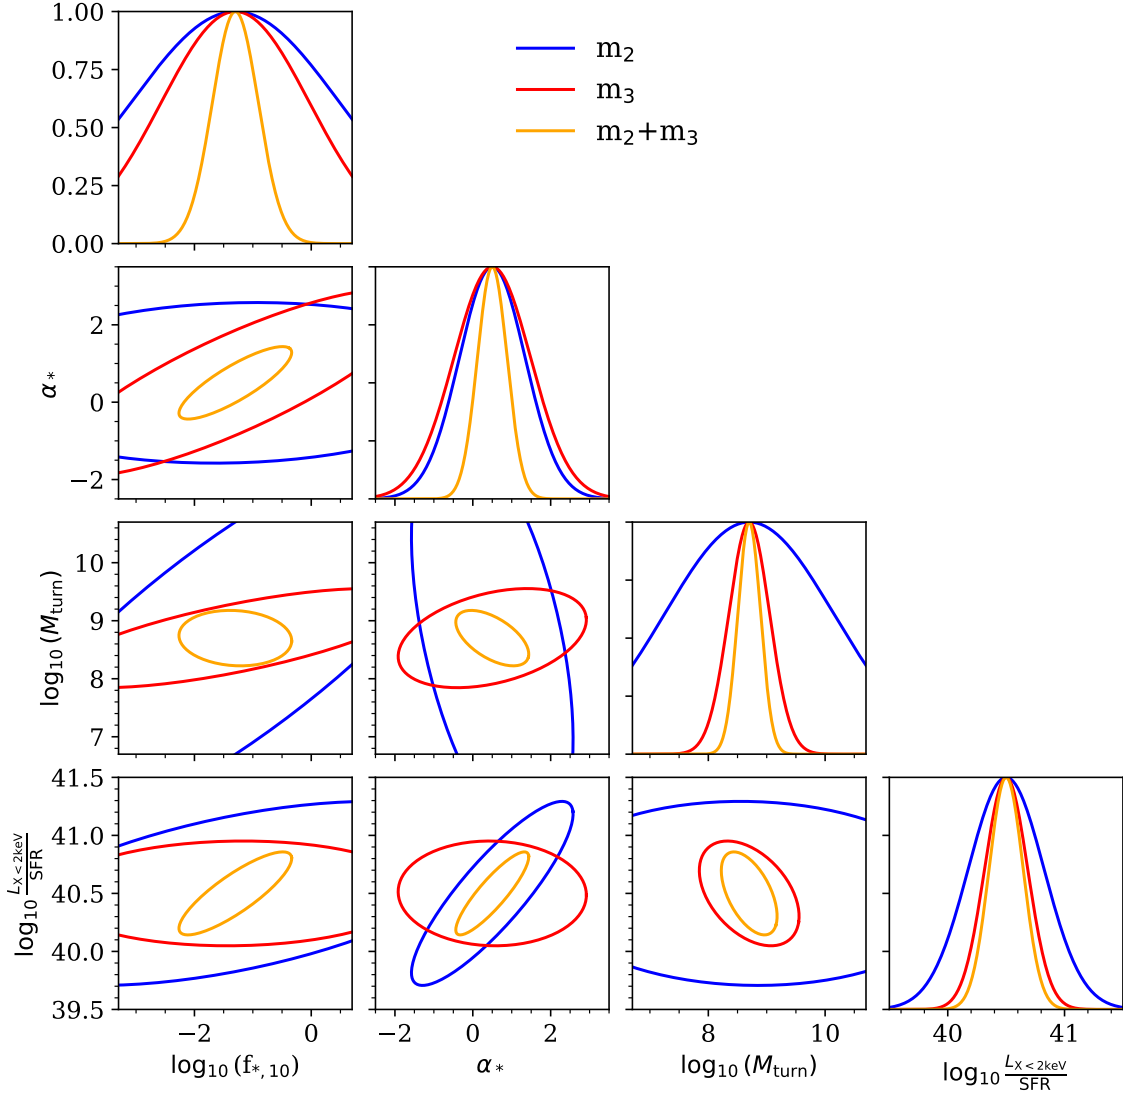 1.00
0.75
0.50
0.25
0.00
m₂
m₃
m₂+m₃
2
0
−2
α*
10
9
8
7
log₁₀ (M_turn)
41.5
41.0
40.5
40.0
39.5
log₁₀ L_X<2keV/SFR
−2 0
−2 0 2
8 10
40 41
log₁₀ (f*,10)
α*
log₁₀ (M_turn)
log₁₀ L_X<2keV/SFR